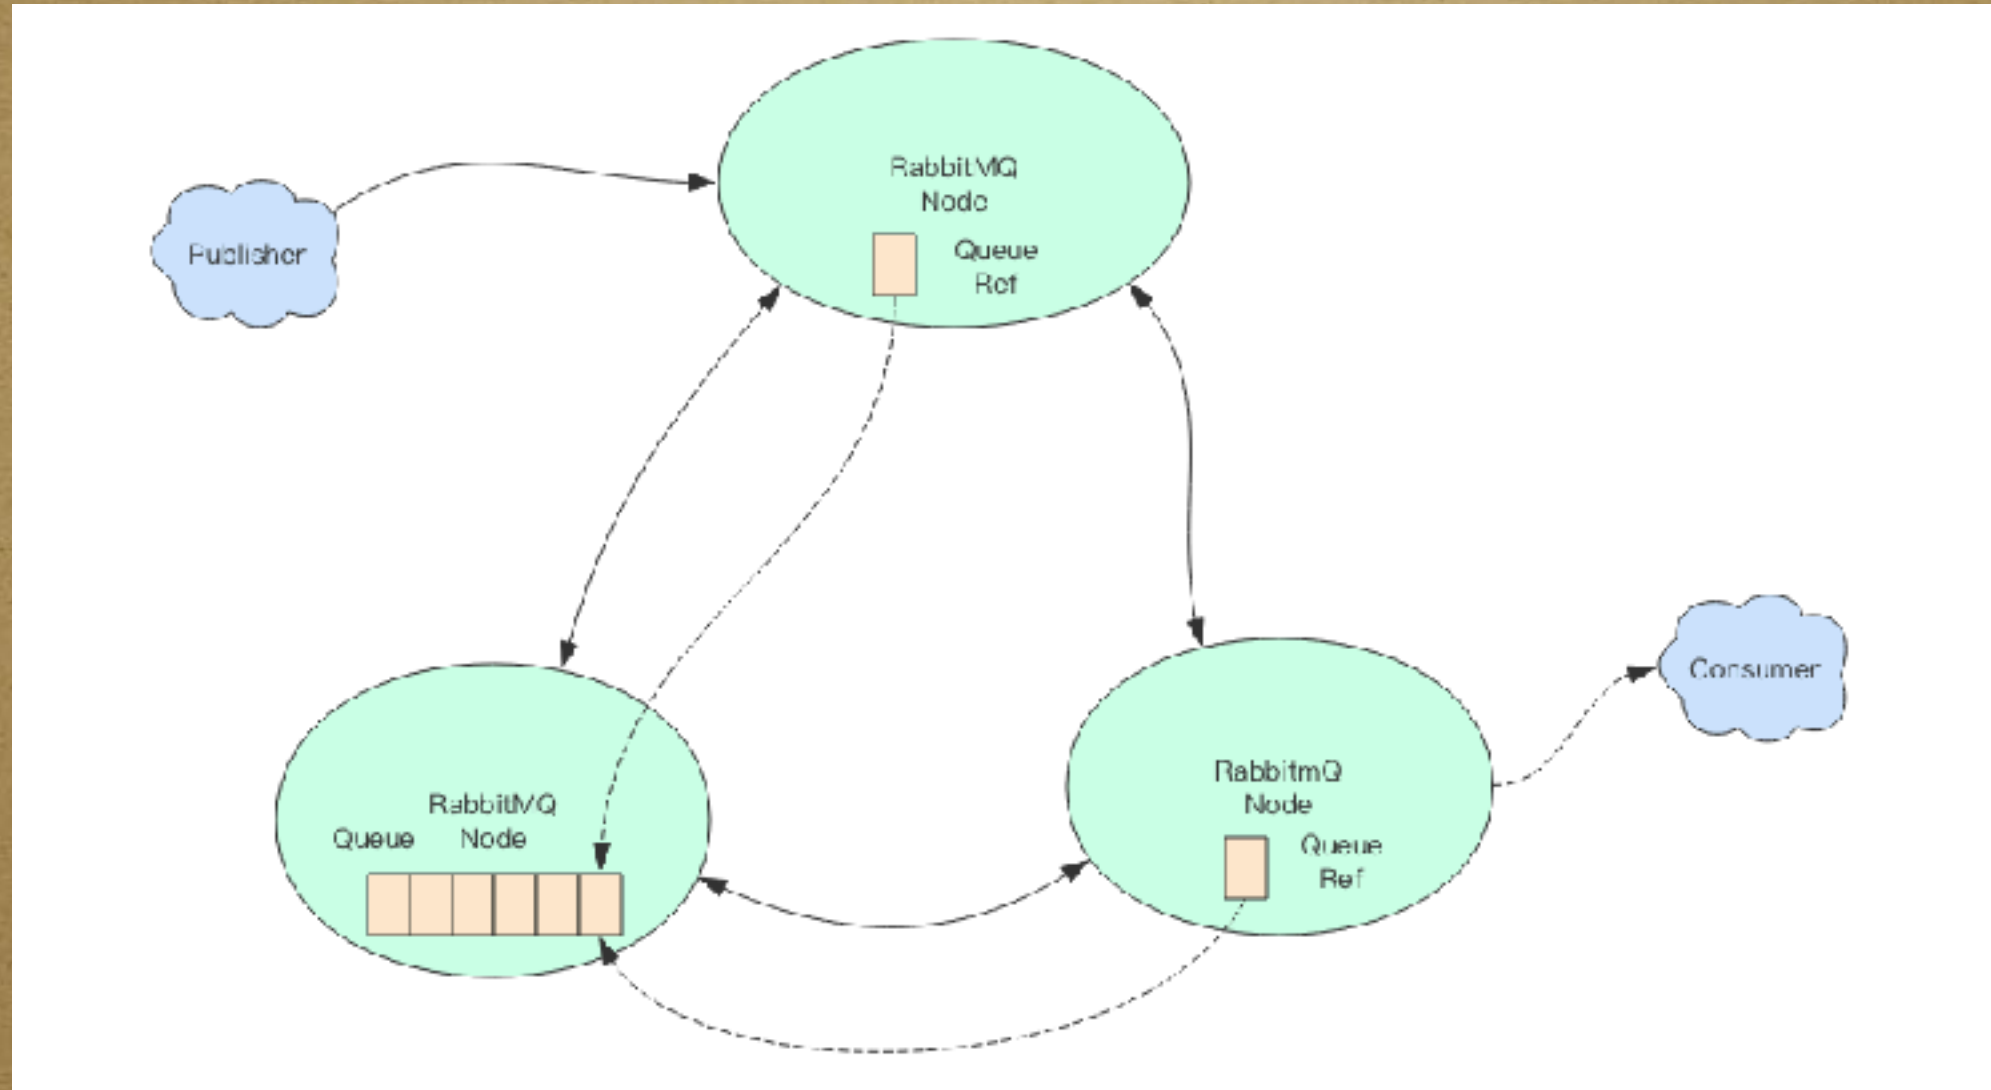 RabbitMQ
Node
Queue
Ref
Publisher
Consumer
RabbitmQ
Node
Queue
Ref
RabbitMQ
Queue Node